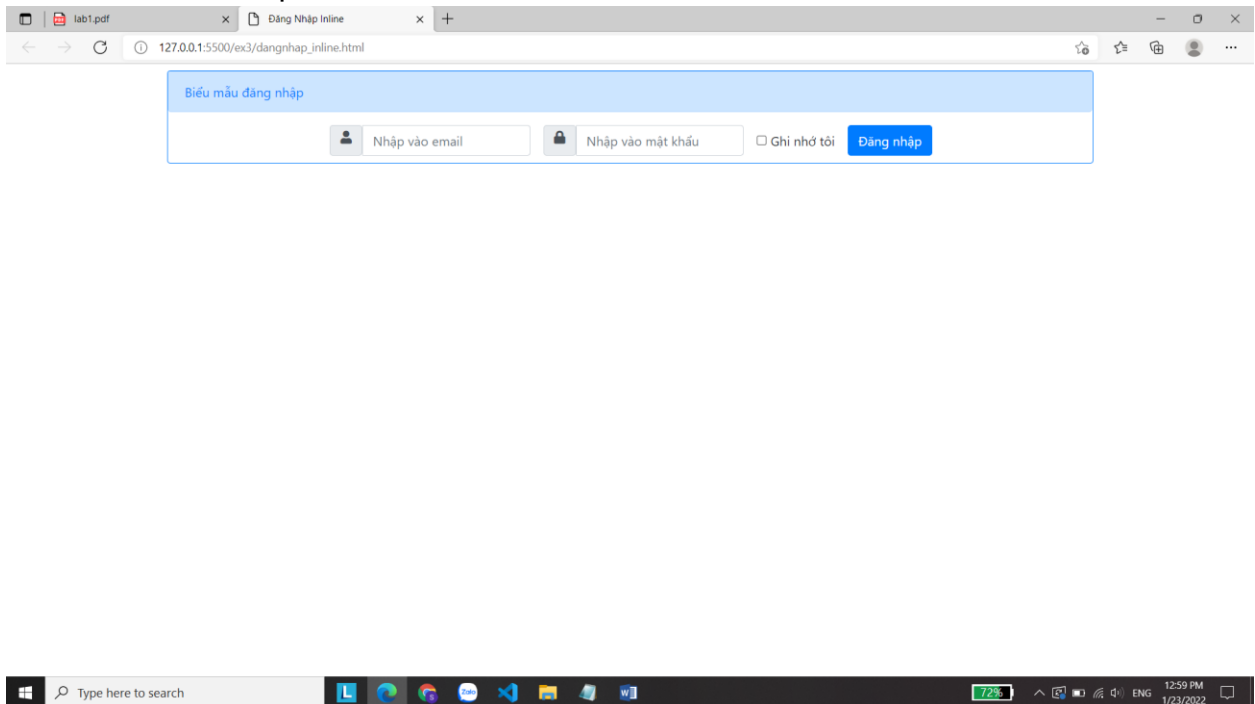 lab1.pdf
Đăng Nhập Inline
127.0.0.1:5500/ex3/dangnhap_inline.html
Biểu mẫu đăng nhập
Nhập vào email
Nhập vào mật khẩu
Ghi nhớ tôi
Đăng nhập
Type here to search
L
Zalo
72%
ENG
12:59 PM
1/23/2022